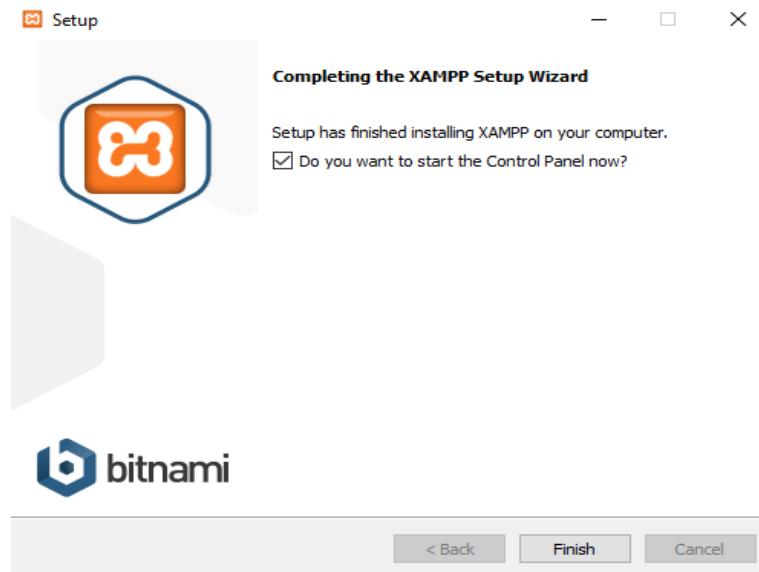 Setup
Completing the XAMPP Setup Wizard
Setup has finished installing XAMPP on your computer.
Do you want to start the Control Panel now?
bitnami
< Back
Finish
Cancel